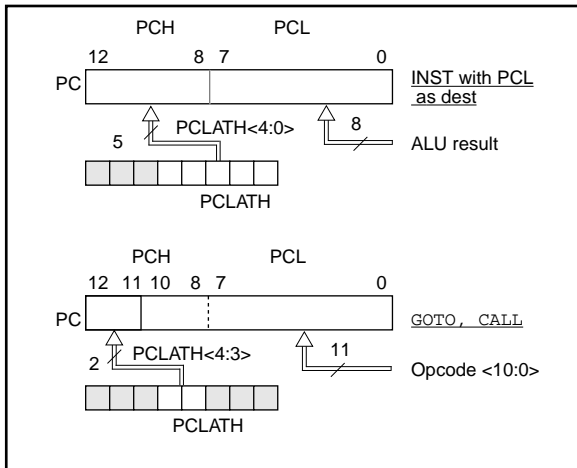 PCH PCL
12 8 7 0
PC
INST with PCL
as dest
PCLATH<4:0>
5
8
ALU result
PCLATH
PCH PCL
12 11 10 8 7 0
PC
GOTO, CALL
2
PCLATH<4:3>
11
Opcode <10:0>
PCLATH